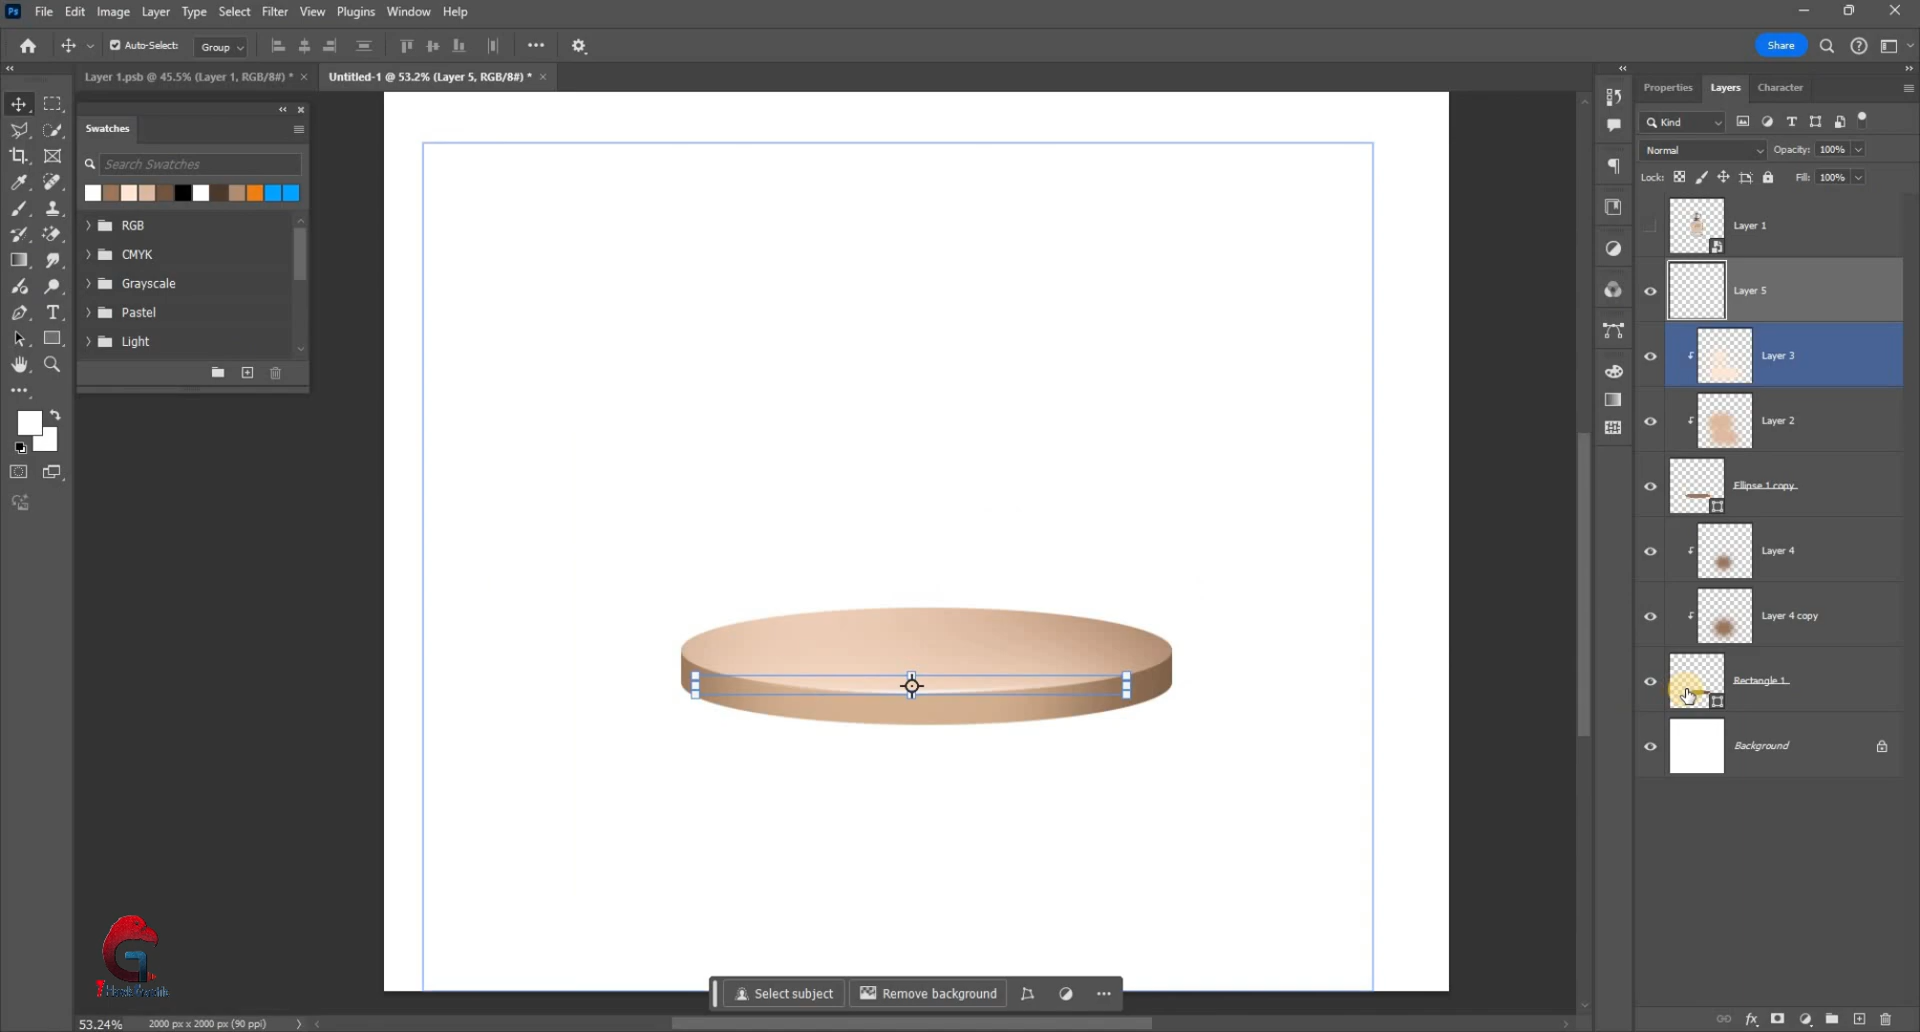 Ps File Edit Image Layer Type Select Filter View Plugins Window Help
Auto-Select: Group Share
Layer 1.psb @ 45.5% (Layer 1, RGB/8#) * × Untitled-1 @ 53.2% (Layer 5, RGB/8#) * ×
Properties Layers Character
Swatches
Kind
Search Swatches
Normal Opacity: 100%
Lock: Fill: 100%
RGB
CMYK
Grayscale
Pastel
Light
Layer 1
Layer 5
Layer 3
Layer 2
Ellipse 1 copy
Layer 4
Layer 4 copy
Rectangle 1
Background
Select subject Remove background
53.24% 2000 px x 2000 px (90 ppi)